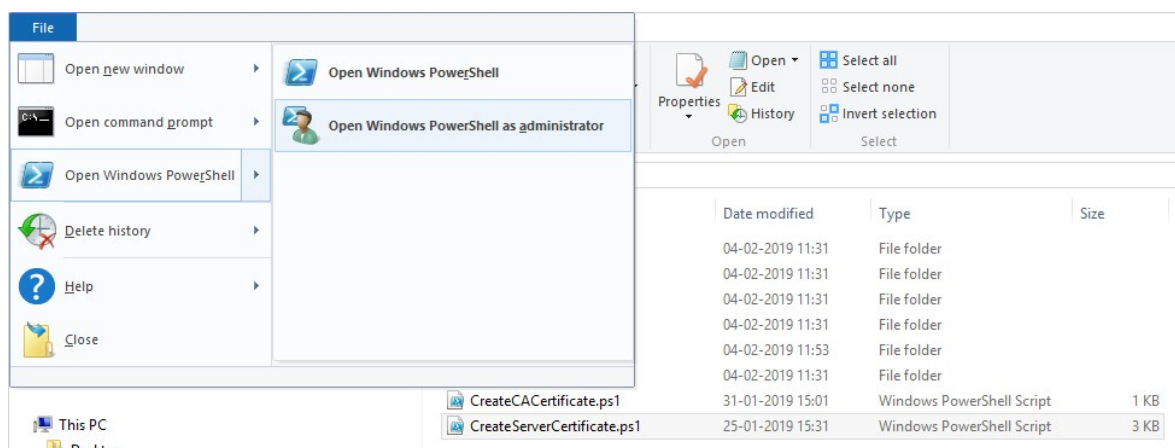 File
Open new window
Open command prompt
Open Windows PowerShell
Delete history
Help
Close
Open Windows PowerShell
Open Windows PowerShell as administrator
Properties
Open
Edit
History
Open
Select all
Select none
Invert selection
Select
Date modified Type Size
04-02-2019 11:31 File folder
04-02-2019 11:31 File folder
04-02-2019 11:31 File folder
04-02-2019 11:31 File folder
04-02-2019 11:53 File folder
04-02-2019 11:31 File folder
CreateCACertificate.ps1 31-01-2019 15:01 Windows PowerShell Script 1 KB
CreateServerCertificate.ps1 25-01-2019 15:31 Windows PowerShell Script 3 KB
This PC